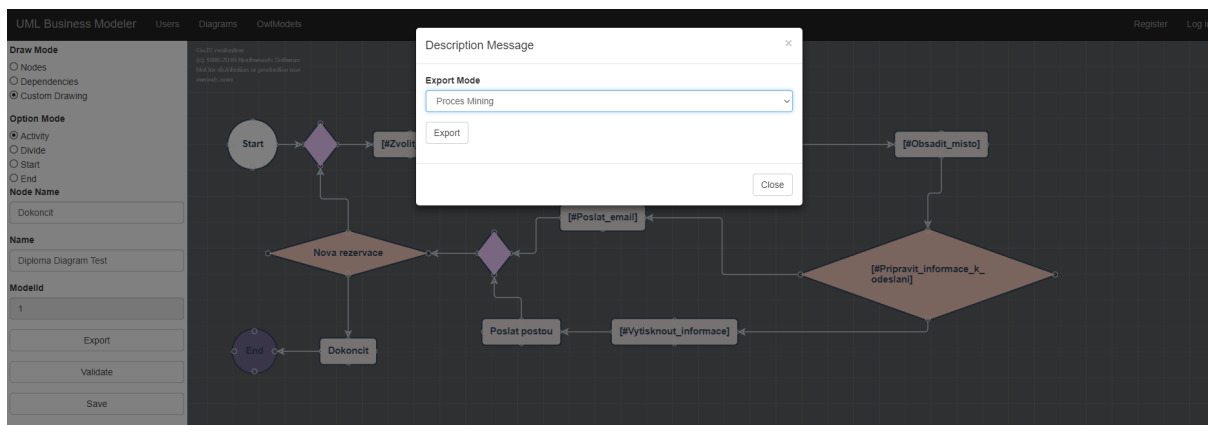 UML Business Modeler Users Diagrams OwlModels Register Log i
Description Message ×
Export Mode
Proces Mining
Export
Close
Draw Mode
Nodes
Dependencies
Custom Drawing
Option Mode
Activity
Divide
Start
End
Node Name
Dokoncit
Name
Diploma Diagram Test
ModelId
1
Export
Validate
Save
Start
[#Zvolit
[#Obsadit_misto]
[#Poslat_email]
Nova rezervace
[#Pripravit_informace_k_
odeslani]
Poslat postou
[#Vytisknout_informace]
End
Dokoncit